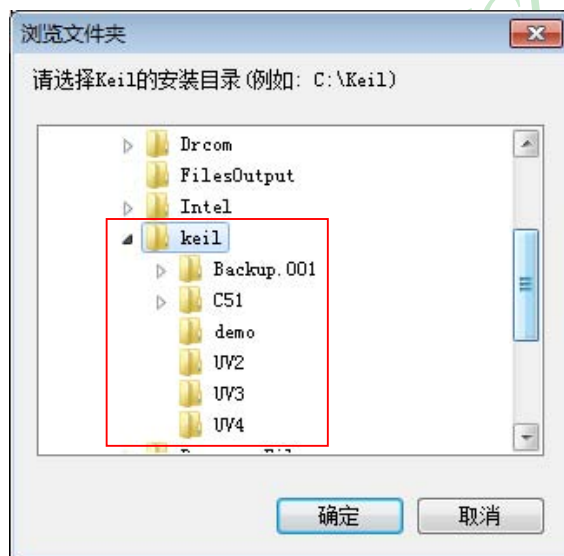 浏览文件夹
请选择Keil的安装目录(例如: C:\Keil)
Drcom
FilesOutput
Intel
keil
Backup.001
C51
demo
UV2
UV3
UV4
确定
取消